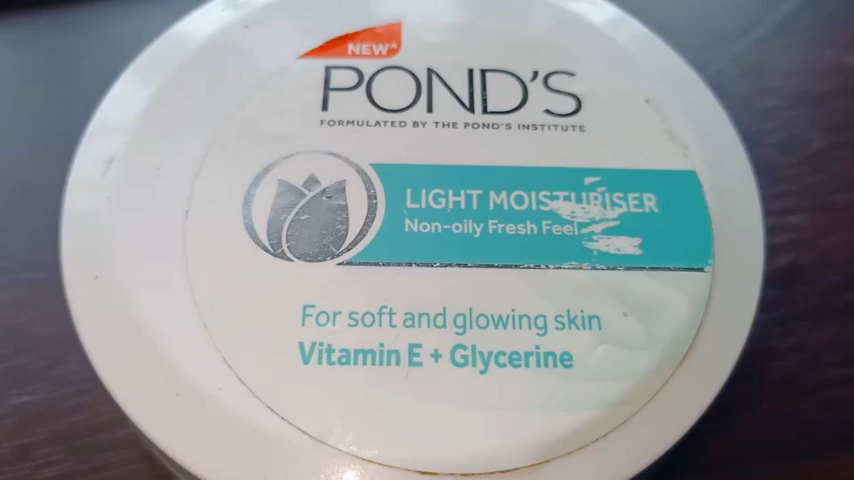 NEW^
POND'S
FORMULATED BY THE POND'S INSTITUTE
LIGHT MOISTURISER
Non-oily Fresh Feel
For soft and glowing skin
Vitamin E + Glycerine